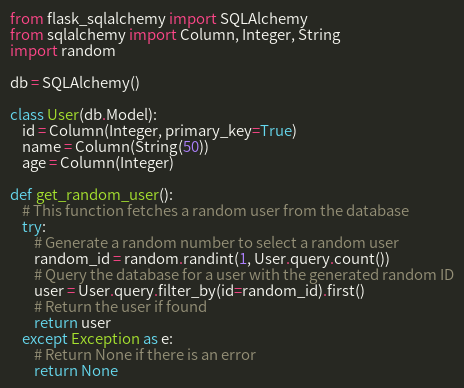 from flask_sqlalchemy import SQLAlchemy
from sqlalchemy import Column, Integer, String
import random

db = SQLAlchemy()

class User(db.Model):
    id = Column(Integer, primary_key=True)
    name = Column(String(50))
    age = Column(Integer)

def get_random_user():
    # This function fetches a random user from the database
    try:
        # Generate a random number to select a random user
        random_id = random.randint(1, User.query.count())
        # Query the database for a user with the generated random ID
        user = User.query.filter_by(id=random_id).first()
        # Return the user if found
        return user
    except Exception as e:
        # Return None if there is an error
        return None